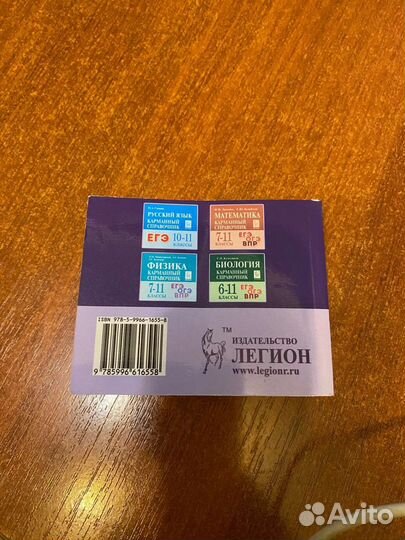 РУССКИЙ ЯЗЫК
КАРМАННЫЙ
СПРАВОЧНИК
ЕГЭ
10-11
КЛАССЫ
МАТЕМАТИКА
КАРМАННЫЙ
СПРАВОЧНИК
7-11
КЛАССЫ
ЕГЭ
ОГЭ
ВПР
ФИЗИКА
КАРМАННЫЙ
СПРАВОЧНИК
7-11
КЛАССЫ
ЕГЭ
ОГЭ
ВПР
БИОЛОГИЯ
КАРМАННЫЙ
СПРАВОЧНИК
6-11
КЛАССЫ
ЕГЭ
ОГЭ
ВПР
ISBN 978-5-9966-1655-8
9 785996 616558
TM
ИЗДАТЕЛЬСТВО
ЛЕГИОН
www.legionr.ru
Avito